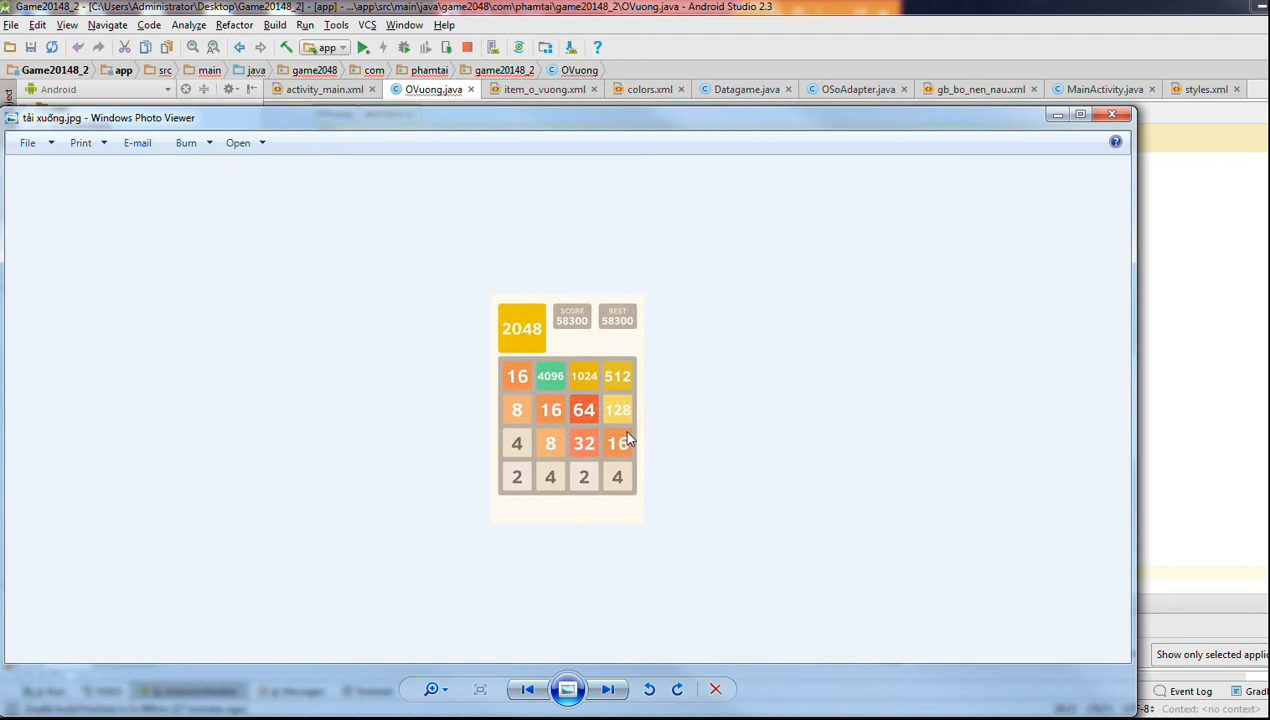 Game20148_2 - [C:\Users\Administrator\Desktop\Game20148_2] - [app] - ...\app\src\main\java\game2048\com\phamtai\game20148_2\OVuong.java - Android Studio 2.3
File Edit View Navigate Code Analyze Refactor Build Run Tools VCS Window Help
app
Game20148_2 app src main java game2048 com phamtai game20148_2 OVuong
Android activity_main.xml OVuong.java item_o_vuong.xml colors.xml Datagame.java OSoAdapter.java gb_bo_nen_nau.xml MainActivity.java styles.xml
tải xuống.jpg - Windows Photo Viewer
File Print E-mail Burn Open
2048 SCORE 58300 BEST 58300
16 4096 1024 512
8 16 64 128
4 8 32 16
2 4 2 4
Show only selected applic
Event Log Gradl
Context: <no context>